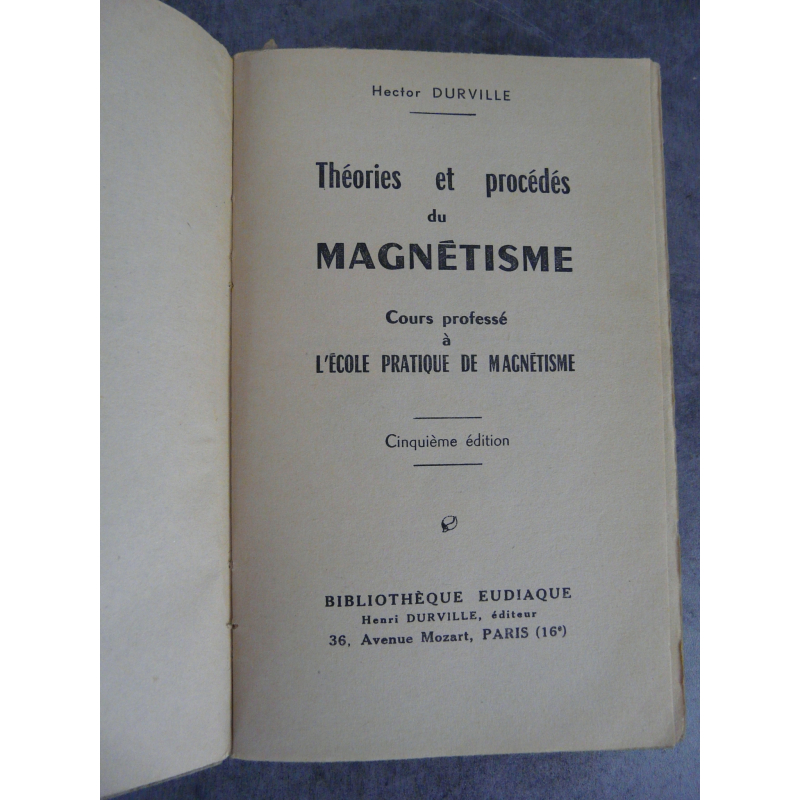 Hector DURVILLE
Théories et procédés
du
MAGNÉTISME
Cours professé
à
L'ÉCOLE PRATIQUE DE MAGNÉTISME
Cinquième édition
BIBLIOTHÈQUE EUDIAQUE
Henri DURVILLE, éditeur
36, Avenue Mozart, PARIS (16e)